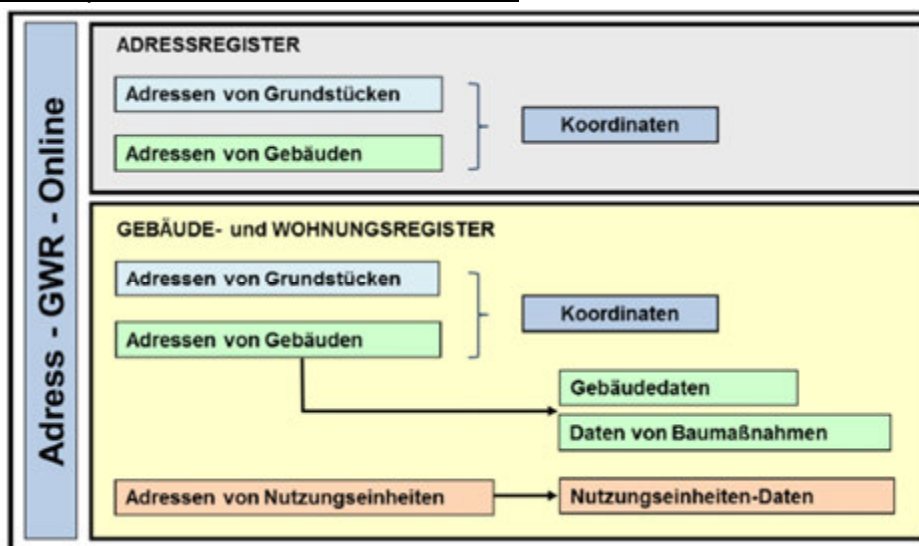 Adress - GWR - Online
ADRESSREGISTER
Adressen von Grundstücken
Adressen von Gebäuden
Koordinaten
GEBÄUDE- und WOHNUNGSREGISTER
Adressen von Grundstücken
Adressen von Gebäuden
Koordinaten
Gebäudedaten
Daten von Baumaßnahmen
Adressen von Nutzungseinheiten
Nutzungseinheiten-Daten